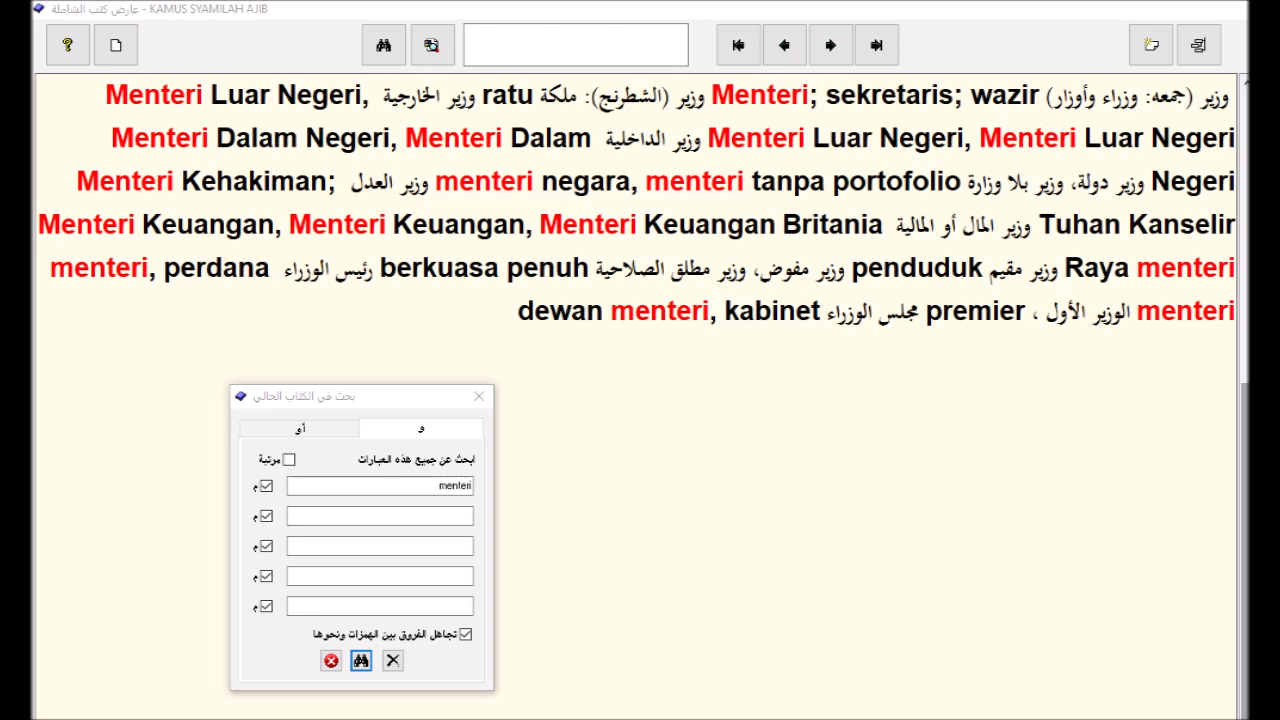 عارض كتب الشاملة - KAMUS SYAMILAH AJIB
وزير (جمعه: وزراء وأوزار) Menteri; sekretaris; wazir وزير (الشطرنج): ملكة ratu وزير الخارجية Menteri Luar Negeri,
Menteri Luar Negeri, Menteri Luar Negeri وزير الداخلية Menteri Dalam Negeri, Menteri Dalam
Negeri وزير دولة، وزير بلا وزارة menteri negara, menteri tanpa portofolio وزير العدل Menteri Kehakiman;
Tuhan Kanselir وزير المال أو المالية Menteri Keuangan, Menteri Keuangan, Menteri Keuangan Britania
Raya menteri وزير مقيم penduduk وزير مفوض، وزير مطلق الصلاحية berkuasa penuh رئيس الوزراء menteri, perdana
menteri الوزير الأول ، premier مجلس الوزراء dewan menteri, kabinet
بحث في الكتاب الحالي
و
أو
ابحث عن جميع هذه العبارات
مرتبة
menteri
م
م
م
م
م
تجاهل الفروق بين الهمزات ونحوها